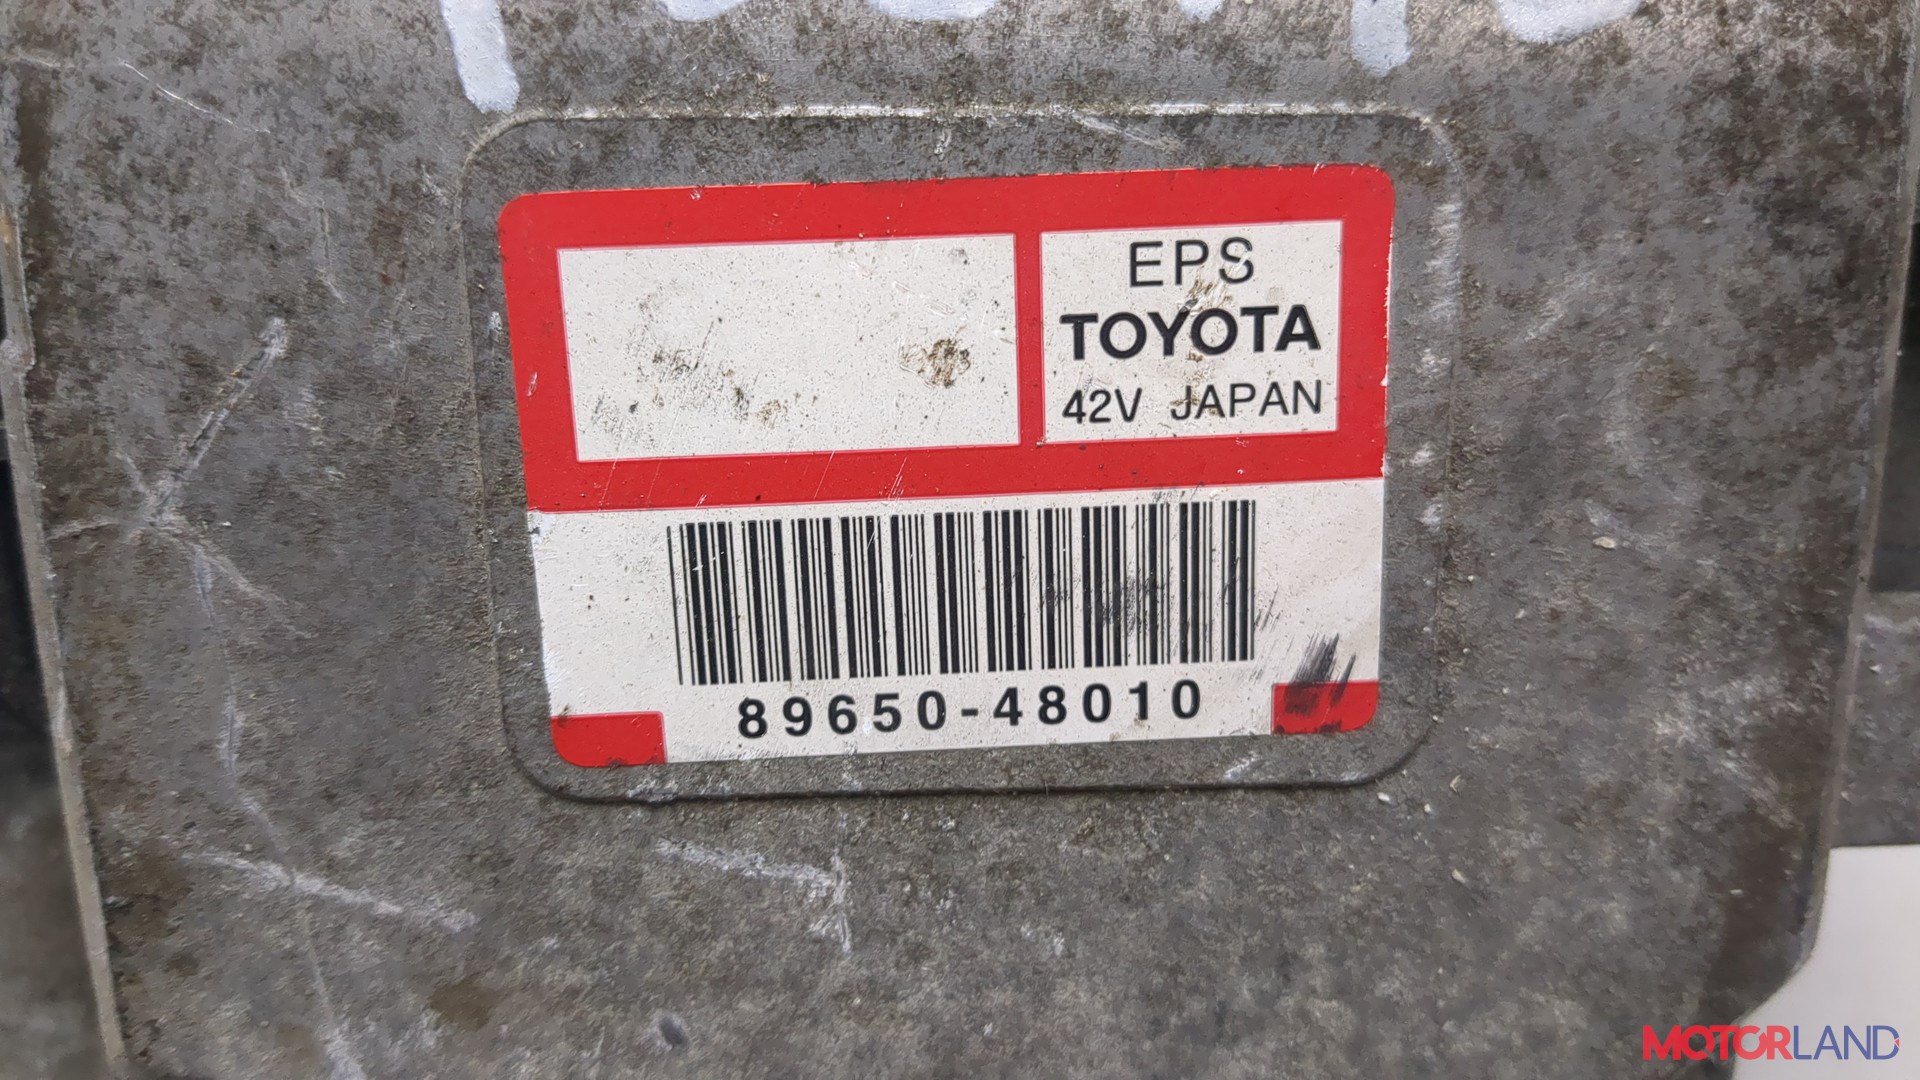 EPS
TOYOTA
42V JAPAN
89650-48010
MOTORLAND